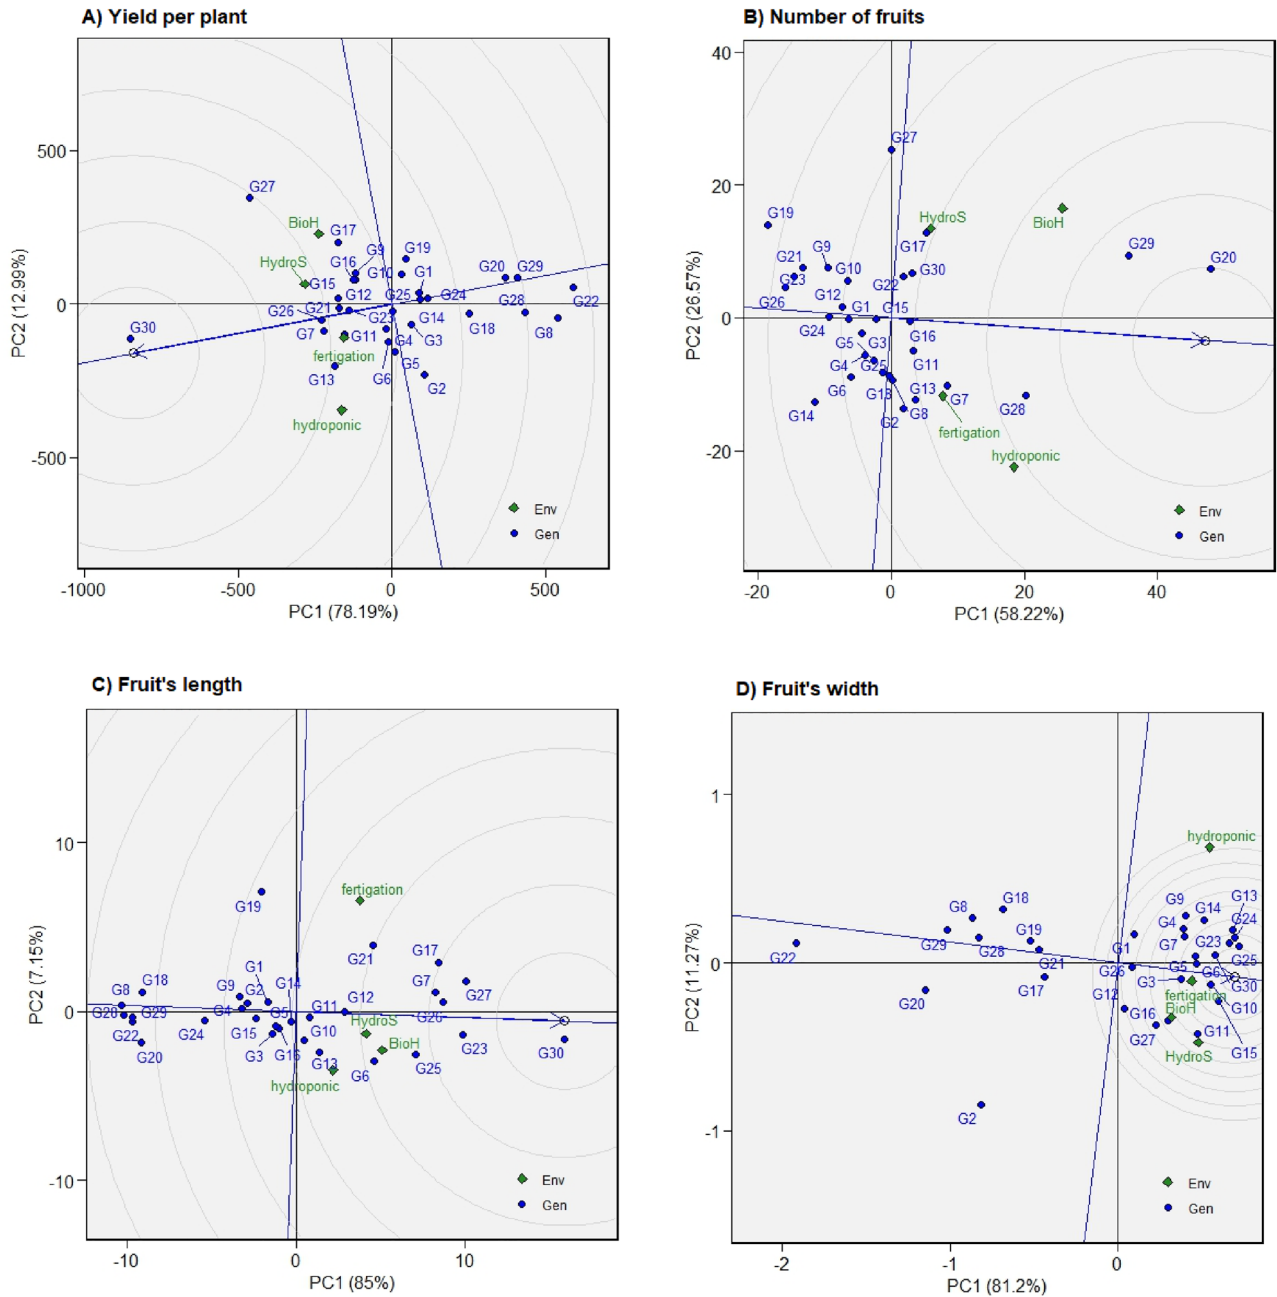 A) Yield per plant
500
0
-500
-1000
-500
0
500
PC2 (12.99%)
PC1 (78.19%)
G27
BioH
G17
G9
G19
HydroS
G16
G10
G1
G20
G29
G15
G12
G25
G24
G28
G22
G26
G21
G23
G14
G18
G8
G30
G7
G11
G4
G3
fertigation
G5
G13
G6
G2
hydroponic
Env
Gen
B) Number of fruits
40
20
0
-20
-20
0
20
40
PC2 (26.57%)
PC1 (58.22%)
G27
G19
HydroS
BioH
G9
G17
G29
G21
G10
G30
G20
G23
G22
G26
G12
G1
G15
G24
G5
G3
G16
G4
G25
G11
G6
G18
G13
G7
G28
G14
G2
G8
fertigation
hydroponic
Env
Gen
C) Fruit's length
10
0
-10
-10
0
10
PC2 (7.15%)
PC1 (85%)
fertigation
G19
G21
G17
G1
G8
G18
G9
G2
G14
G12
G7
G27
G28
G29
G4
G5
G11
HydroS
G26
G22
G24
G15
G10
BioH
G23
G20
G3
G16
G13
G6
G25
G30
hydroponic
Env
Gen
D) Fruit's width
1
0
-1
-2
-1
0
PC2 (11.27%)
PC1 (81.2%)
hydroponic
G8
G18
G9
G14
G13
G29
G19
G4
G24
G22
G28
G21
G1
G7
G23
G25
G20
G17
G26
G5
G6
G12
G3
fertigation
G30
G16
BioH
G10
G27
G11
HydroS
G15
G2
Env
Gen